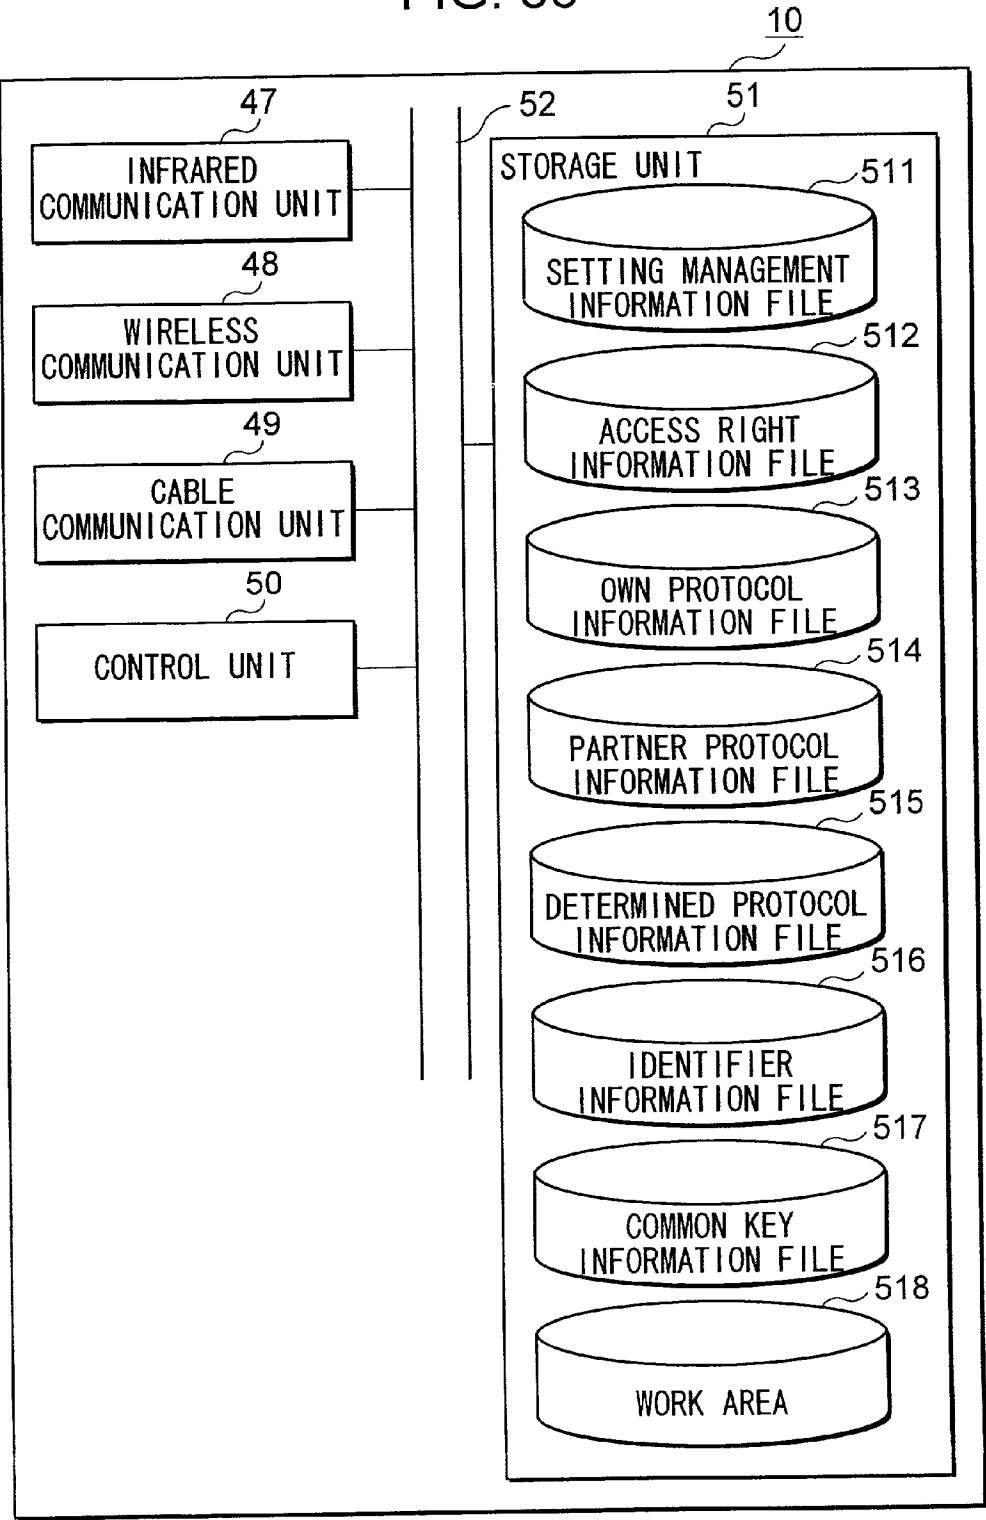 10
47
INFRARED
COMMUNICATION UNIT
48
WIRELESS
COMMUNICATION UNIT
49
CABLE
COMMUNICATION UNIT
50
CONTROL UNIT
52
51
STORAGE UNIT
511
SETTING MANAGEMENT
INFORMATION FILE
512
ACCESS RIGHT
INFORMATION FILE
513
OWN PROTOCOL
INFORMATION FILE
514
PARTNER PROTOCOL
INFORMATION FILE
515
DETERMINED PROTOCOL
INFORMATION FILE
516
IDENTIFIER
INFORMATION FILE
517
COMMON KEY
INFORMATION FILE
518
WORK AREA